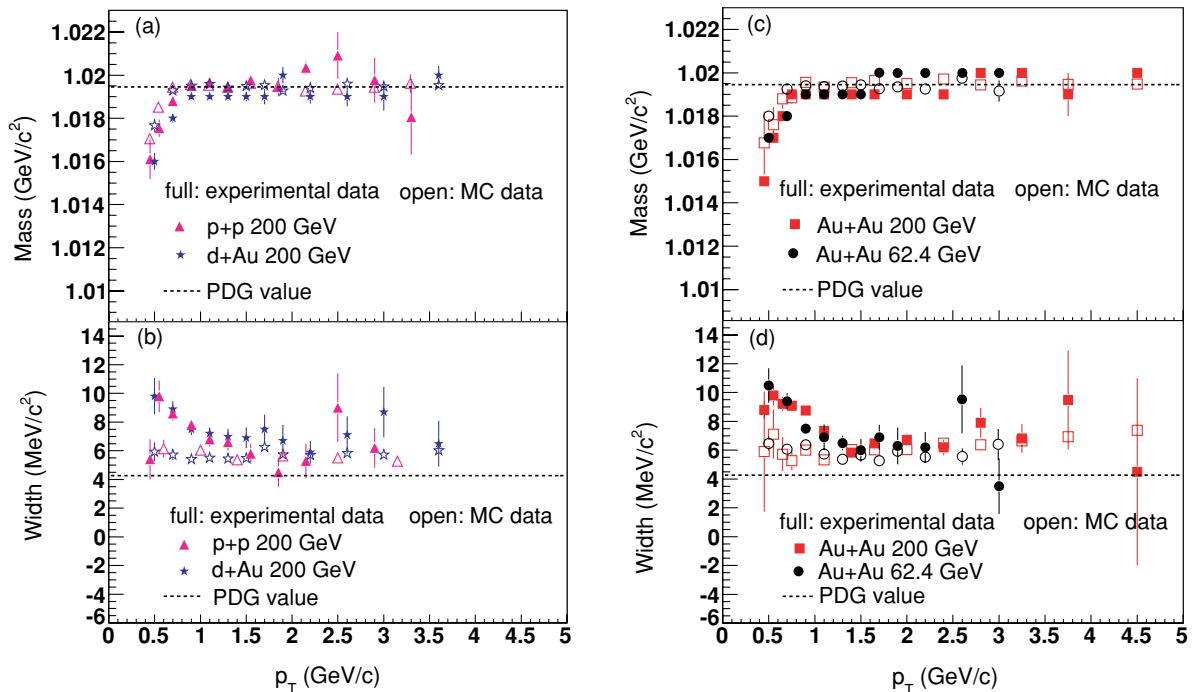 (a)
1.022
1.02
1.018
1.016
1.014
1.012
1.01
Mass (GeV/c²)
full: experimental data open: MC data
p+p 200 GeV
d+Au 200 GeV
PDG value
(b)
14
12
10
8
6
4
2
0
-2
-4
-6
Width (MeV/c²)
full: experimental data open: MC data
p+p 200 GeV
d+Au 200 GeV
PDG value
0 0.5 1 1.5 2 2.5 3 3.5 4 4.5 5
p_T (GeV/c)
(c)
1.022
1.02
1.018
1.016
1.014
1.012
1.01
Mass (GeV/c²)
full: experimental data open: MC data
Au+Au 200 GeV
Au+Au 62.4 GeV
PDG value
(d)
14
12
10
8
6
4
2
0
-2
-4
-6
Width (MeV/c²)
full: experimental data open: MC data
Au+Au 200 GeV
Au+Au 62.4 GeV
PDG value
0 0.5 1 1.5 2 2.5 3 3.5 4 4.5 5
p_T (GeV/c)